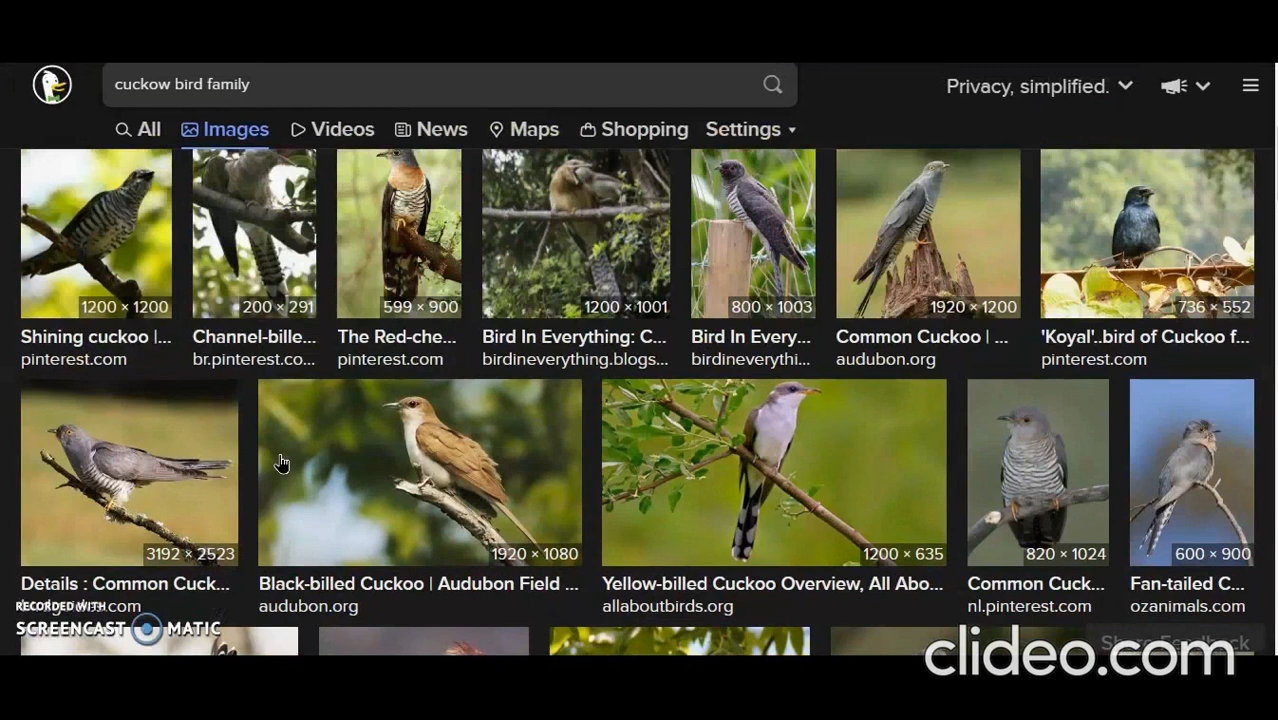 cuckow bird family
Privacy, simplified.
All Images Videos News Maps Shopping Settings
1200 × 1200 200 × 291 599 × 900 1200 × 1001 800 × 1003 1920 × 1200 736 × 552
Shining cuckoo |... Channel-bille... The Red-che... Bird In Everything: C... Bird In Every... Common Cuckoo | ... 'Koyal'..bird of Cuckoo f...
pinterest.com br.pinterest.co... pinterest.com birdineverything.blogs... birdineverythi... audubon.org pinterest.com
3192 × 2523 1920 × 1080 1200 × 635 820 × 1024 600 × 900
Details : Common Cuck... Black-billed Cuckoo | Audubon Field ... Yellow-billed Cuckoo Overview, All Abo... Common Cuck... Fan-tailed C...
audubon.org allaboutbirds.org nl.pinterest.com ozanimals.com
RECORDED WITH
SCREENCAST MATIC
Share Feedback
clideo.com